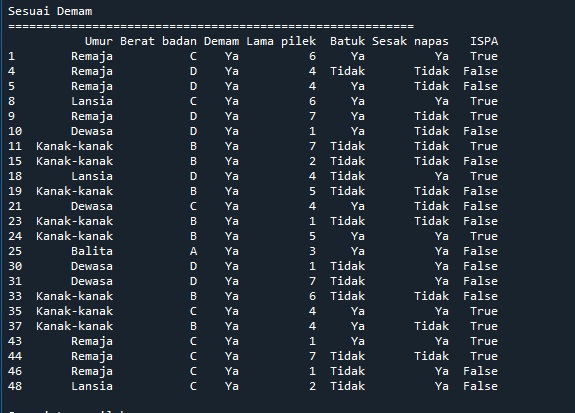 Sesuai Demam
==========================================================
Umur Berat badan Demam Lama pilek Batuk Sesak napas ISPA
1 Remaja C Ya 6 Ya Ya True
4 Remaja D Ya 4 Tidak Tidak False
5 Remaja D Ya 4 Ya Tidak False
8 Lansia C Ya 6 Ya Ya True
9 Remaja D Ya 7 Ya Tidak True
10 Dewasa D Ya 1 Ya Tidak False
11 Kanak-kanak B Ya 7 Tidak Tidak True
15 Kanak-kanak B Ya 2 Tidak Tidak False
18 Lansia D Ya 4 Tidak Ya True
19 Kanak-kanak B Ya 5 Tidak Tidak False
21 Dewasa C Ya 4 Ya Tidak False
23 Kanak-kanak B Ya 1 Tidak Tidak False
24 Kanak-kanak B Ya 5 Ya Ya True
25 Balita A Ya 3 Ya Ya False
30 Dewasa D Ya 1 Tidak Ya False
31 Dewasa D Ya 7 Tidak Ya False
33 Kanak-kanak B Ya 6 Tidak Tidak False
35 Kanak-kanak C Ya 4 Ya Ya True
37 Kanak-kanak B Ya 4 Ya Tidak True
43 Remaja C Ya 1 Ya Ya True
44 Remaja C Ya 7 Tidak Tidak True
46 Remaja C Ya 1 Tidak Ya False
48 Lansia C Ya 2 Tidak Ya False